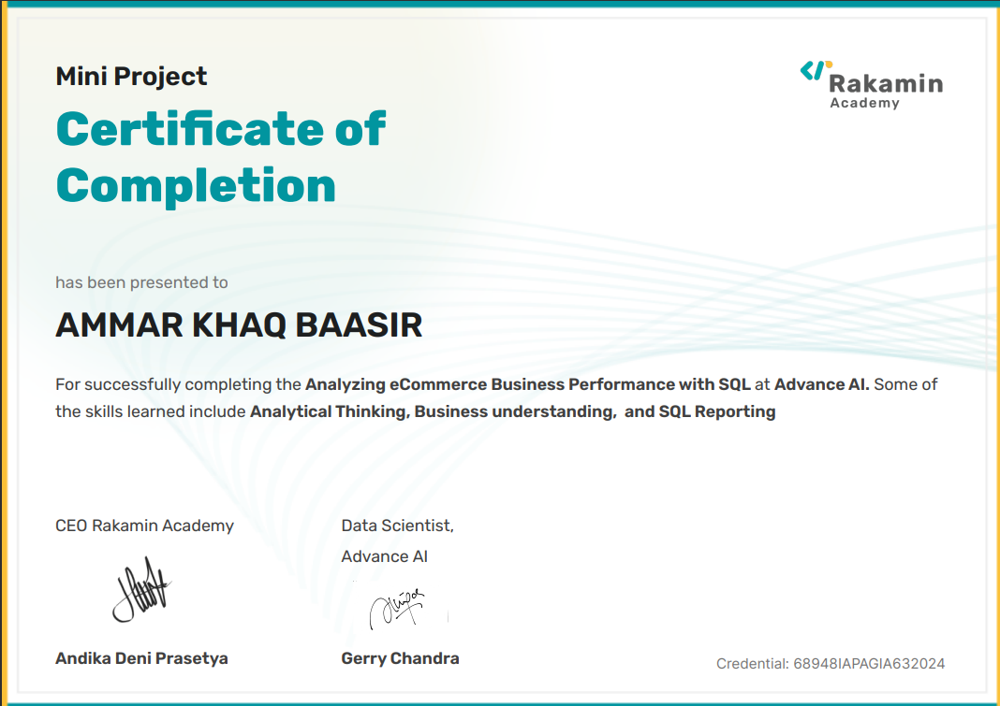 Mini Project
Rakamin
Academy
Certificate of
Completion
has been presented to
AMMAR KHAQ BAASIR
For successfully completing the Analyzing eCommerce Business Performance with SQL at Advance AI. Some of
the skills learned include Analytical Thinking, Business understanding,  and SQL Reporting
CEO Rakamin Academy
Data Scientist,
Advance AI
Andika Deni Prasetya
Gerry Chandra
Credential: 68948IAPAGIA632024